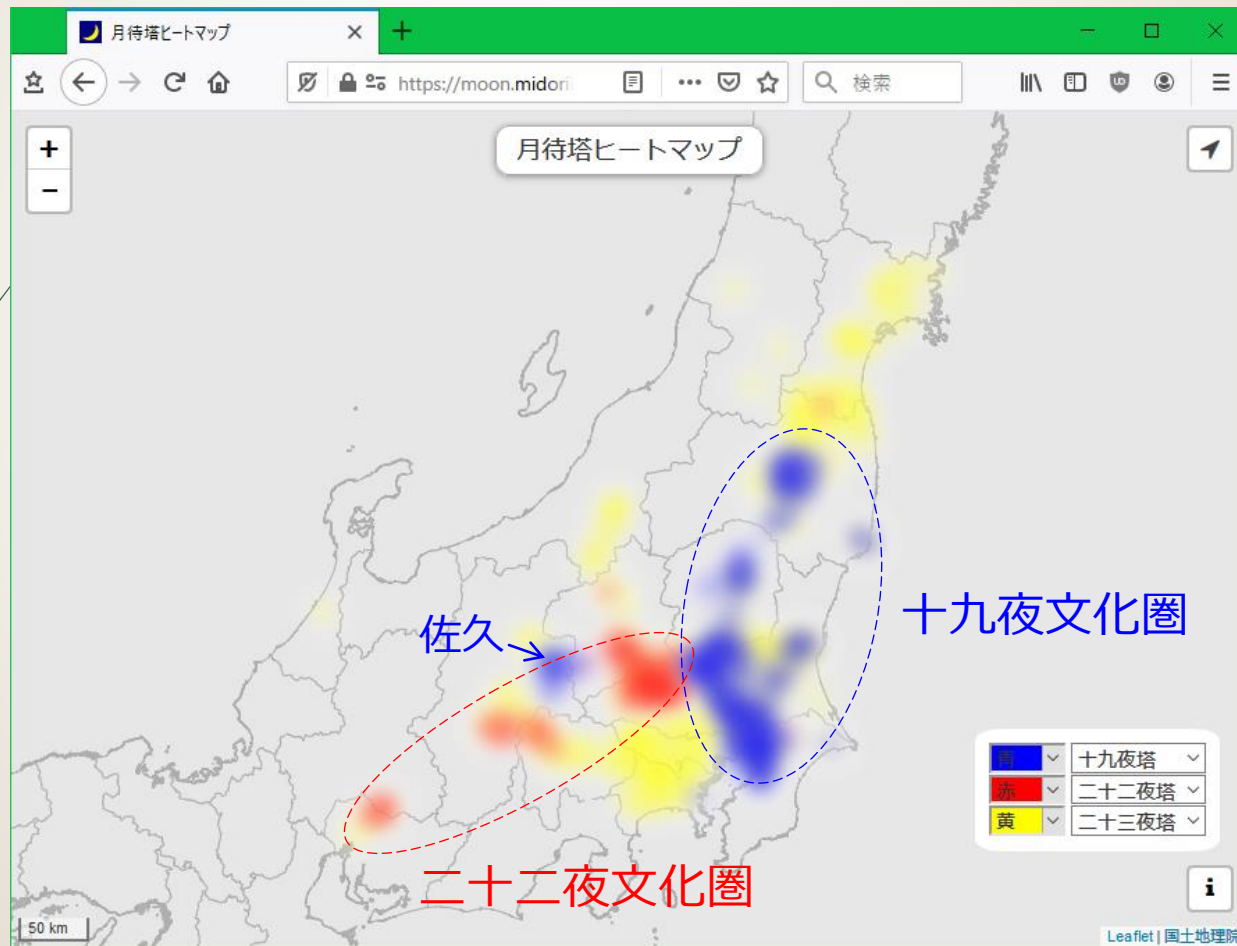 月待塔ヒートマップ
https://moon.midori
検索
+
−
月待塔ヒートマップ
佐久
十九夜文化圏
二十二夜文化圏
青 十九夜塔
赤 二十二夜塔
黄 二十三夜塔
i
50 km
Leaflet | 国土地理院